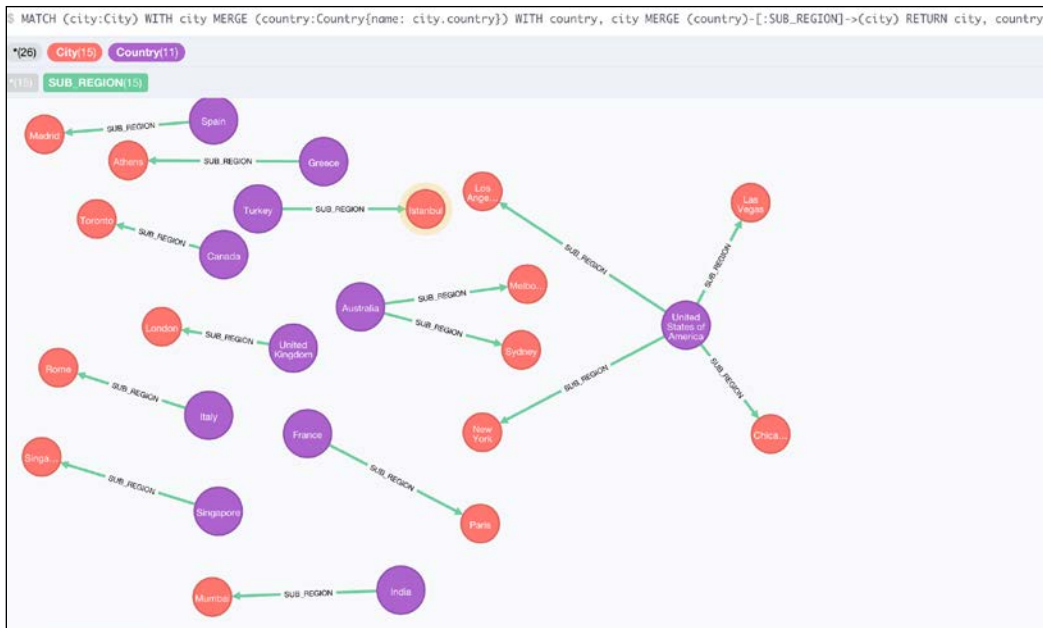 $ MATCH (city:City) WITH city MERGE (country:Country{name: city.country}) WITH country, city MERGE (country)-[:SUB_REGION]->(city) RETURN city, country
*(26) City(15) Country(11)
*(15) SUB_REGION(15)
Spain
SUB_REGION
Madrid
Athens
SUB_REGION
Greece
Turkey
SUB_REGION
Istanbul
Los
Ange...
Las
Vegas
Toronto
SUB_REGION
Canada
SUB_REGION
SUB_REGION
Australia
SUB_REGION
Melbo...
SUB_REGION
Sydney
United
States of
America
London
SUB_REGION
United
Kingdom
Rome
SUB_REGION
Italy
SUB_REGION
SUB_REGION
France
New
York
Chica...
Singa...
SUB_REGION
Singapore
SUB_REGION
Paris
Mumbai
SUB_REGION
India